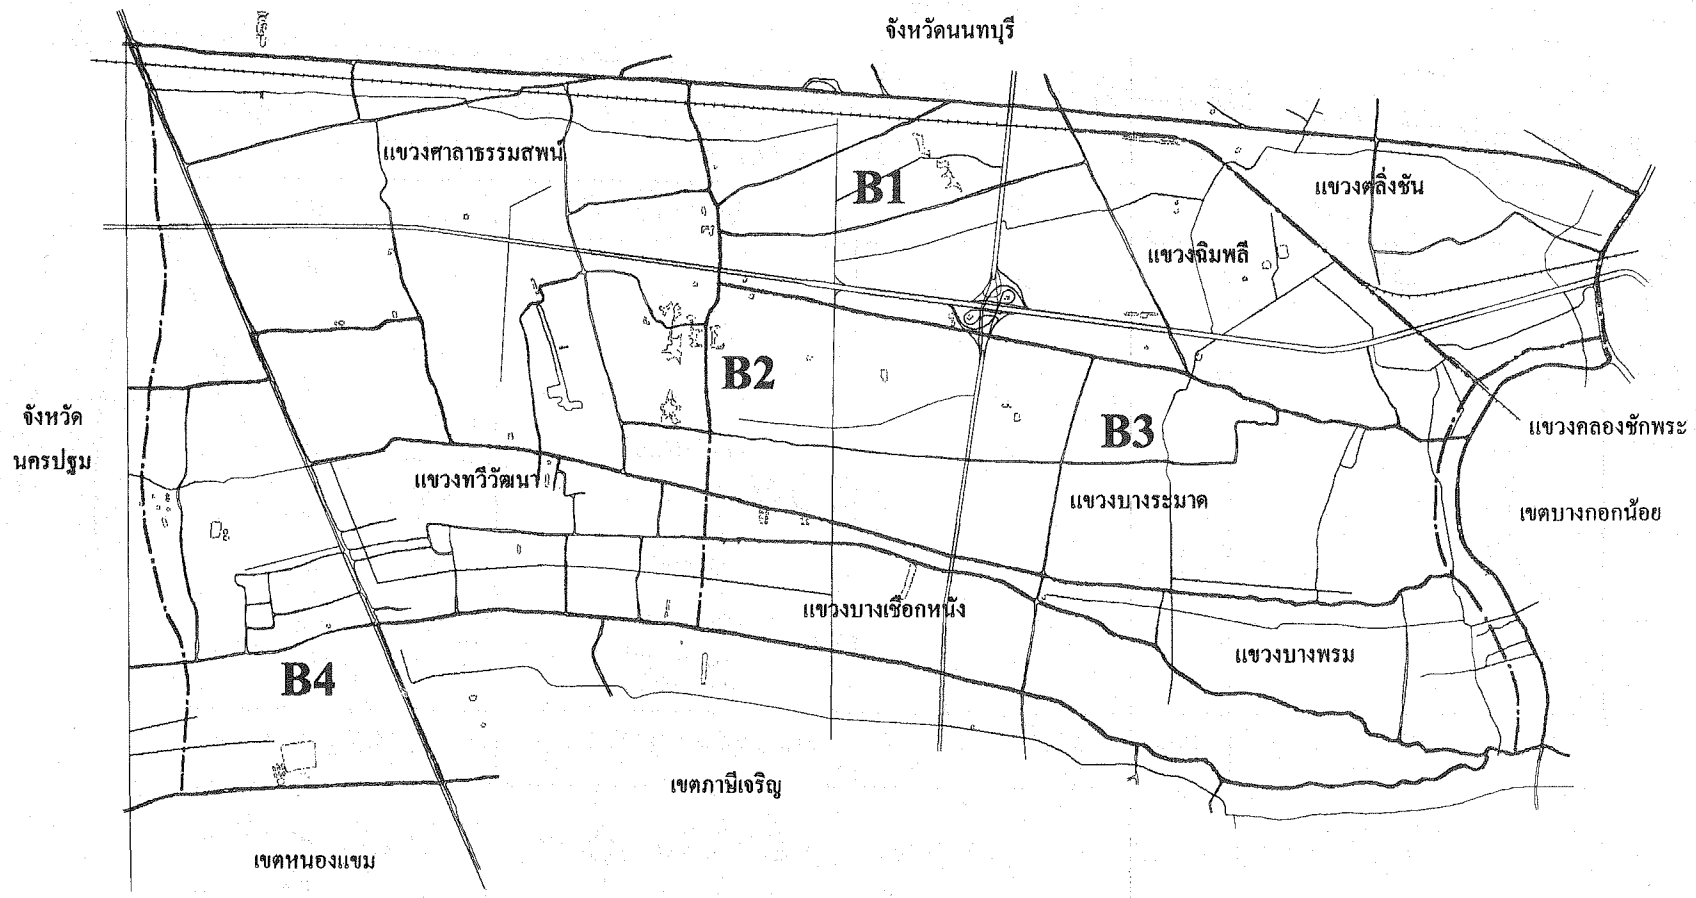 จังหวัดนนทบุรี
แขวงศาลาธรรมสพน์
B1
แขวงตลิ่งชัน
แขวงฉิมพลี
B2
B3
จังหวัด
นครปฐม
แขวงคลองชักพระ
แขวงทวีวัฒนา
แขวงบางระมาด
เขตบางกอกน้อย
แขวงบางเชือกหนัง
แขวงบางพรม
B4
เขตภาษีเจริญ
เขตหนองแขม